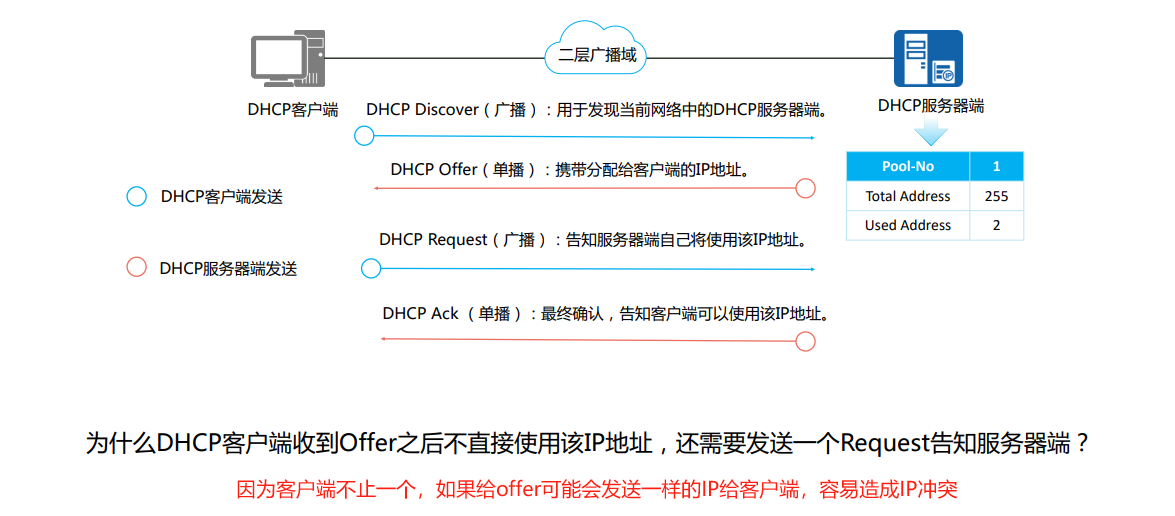 二层广播域
IP
DHCP客户端
DHCP服务器端
DHCP Discover（广播）：用于发现当前网络中的DHCP服务器端。
DHCP Offer（单播）：携带分配给客户端的IP地址。
Pool-No 1
Total Address 255
Used Address 2
DHCP客户端发送
DHCP Request（广播）：告知服务器端自己将使用该IP地址。
DHCP服务器端发送
DHCP Ack （单播）：最终确认，告知客户端可以使用该IP地址。
为什么DHCP客户端收到Offer之后不直接使用该IP地址，还需要发送一个Request告知服务器端？
因为客户端不止一个，如果给offer可能会发送一样的IP给客户端，容易造成IP冲突